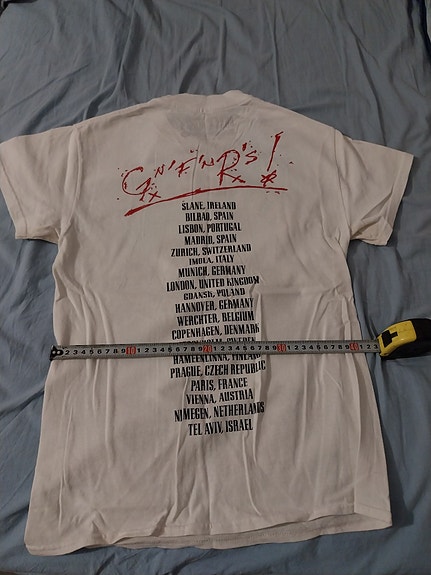 GN'F'N'R's!
SLANE, IRELAND
BILBAO, SPAIN
LISBON, PORTUGAL
MADRID, SPAIN
ZURICH, SWITZERLAND
IMOLA, ITALY
MUNICH, GERMANY
LONDON, UNITED KINGDOM
GDANSK, POLAND
HANNOVER, GERMANY
WERCHTER, BELGIUM
COPENHAGEN, DENMARK
HAMEENLINNA, FINLAND
PRAGUE, CZECH REPUBLIC
PARIS, FRANCE
VIENNA, AUSTRIA
NIMEGEN, NETHERLANDS
TEL AVIV, ISRAEL